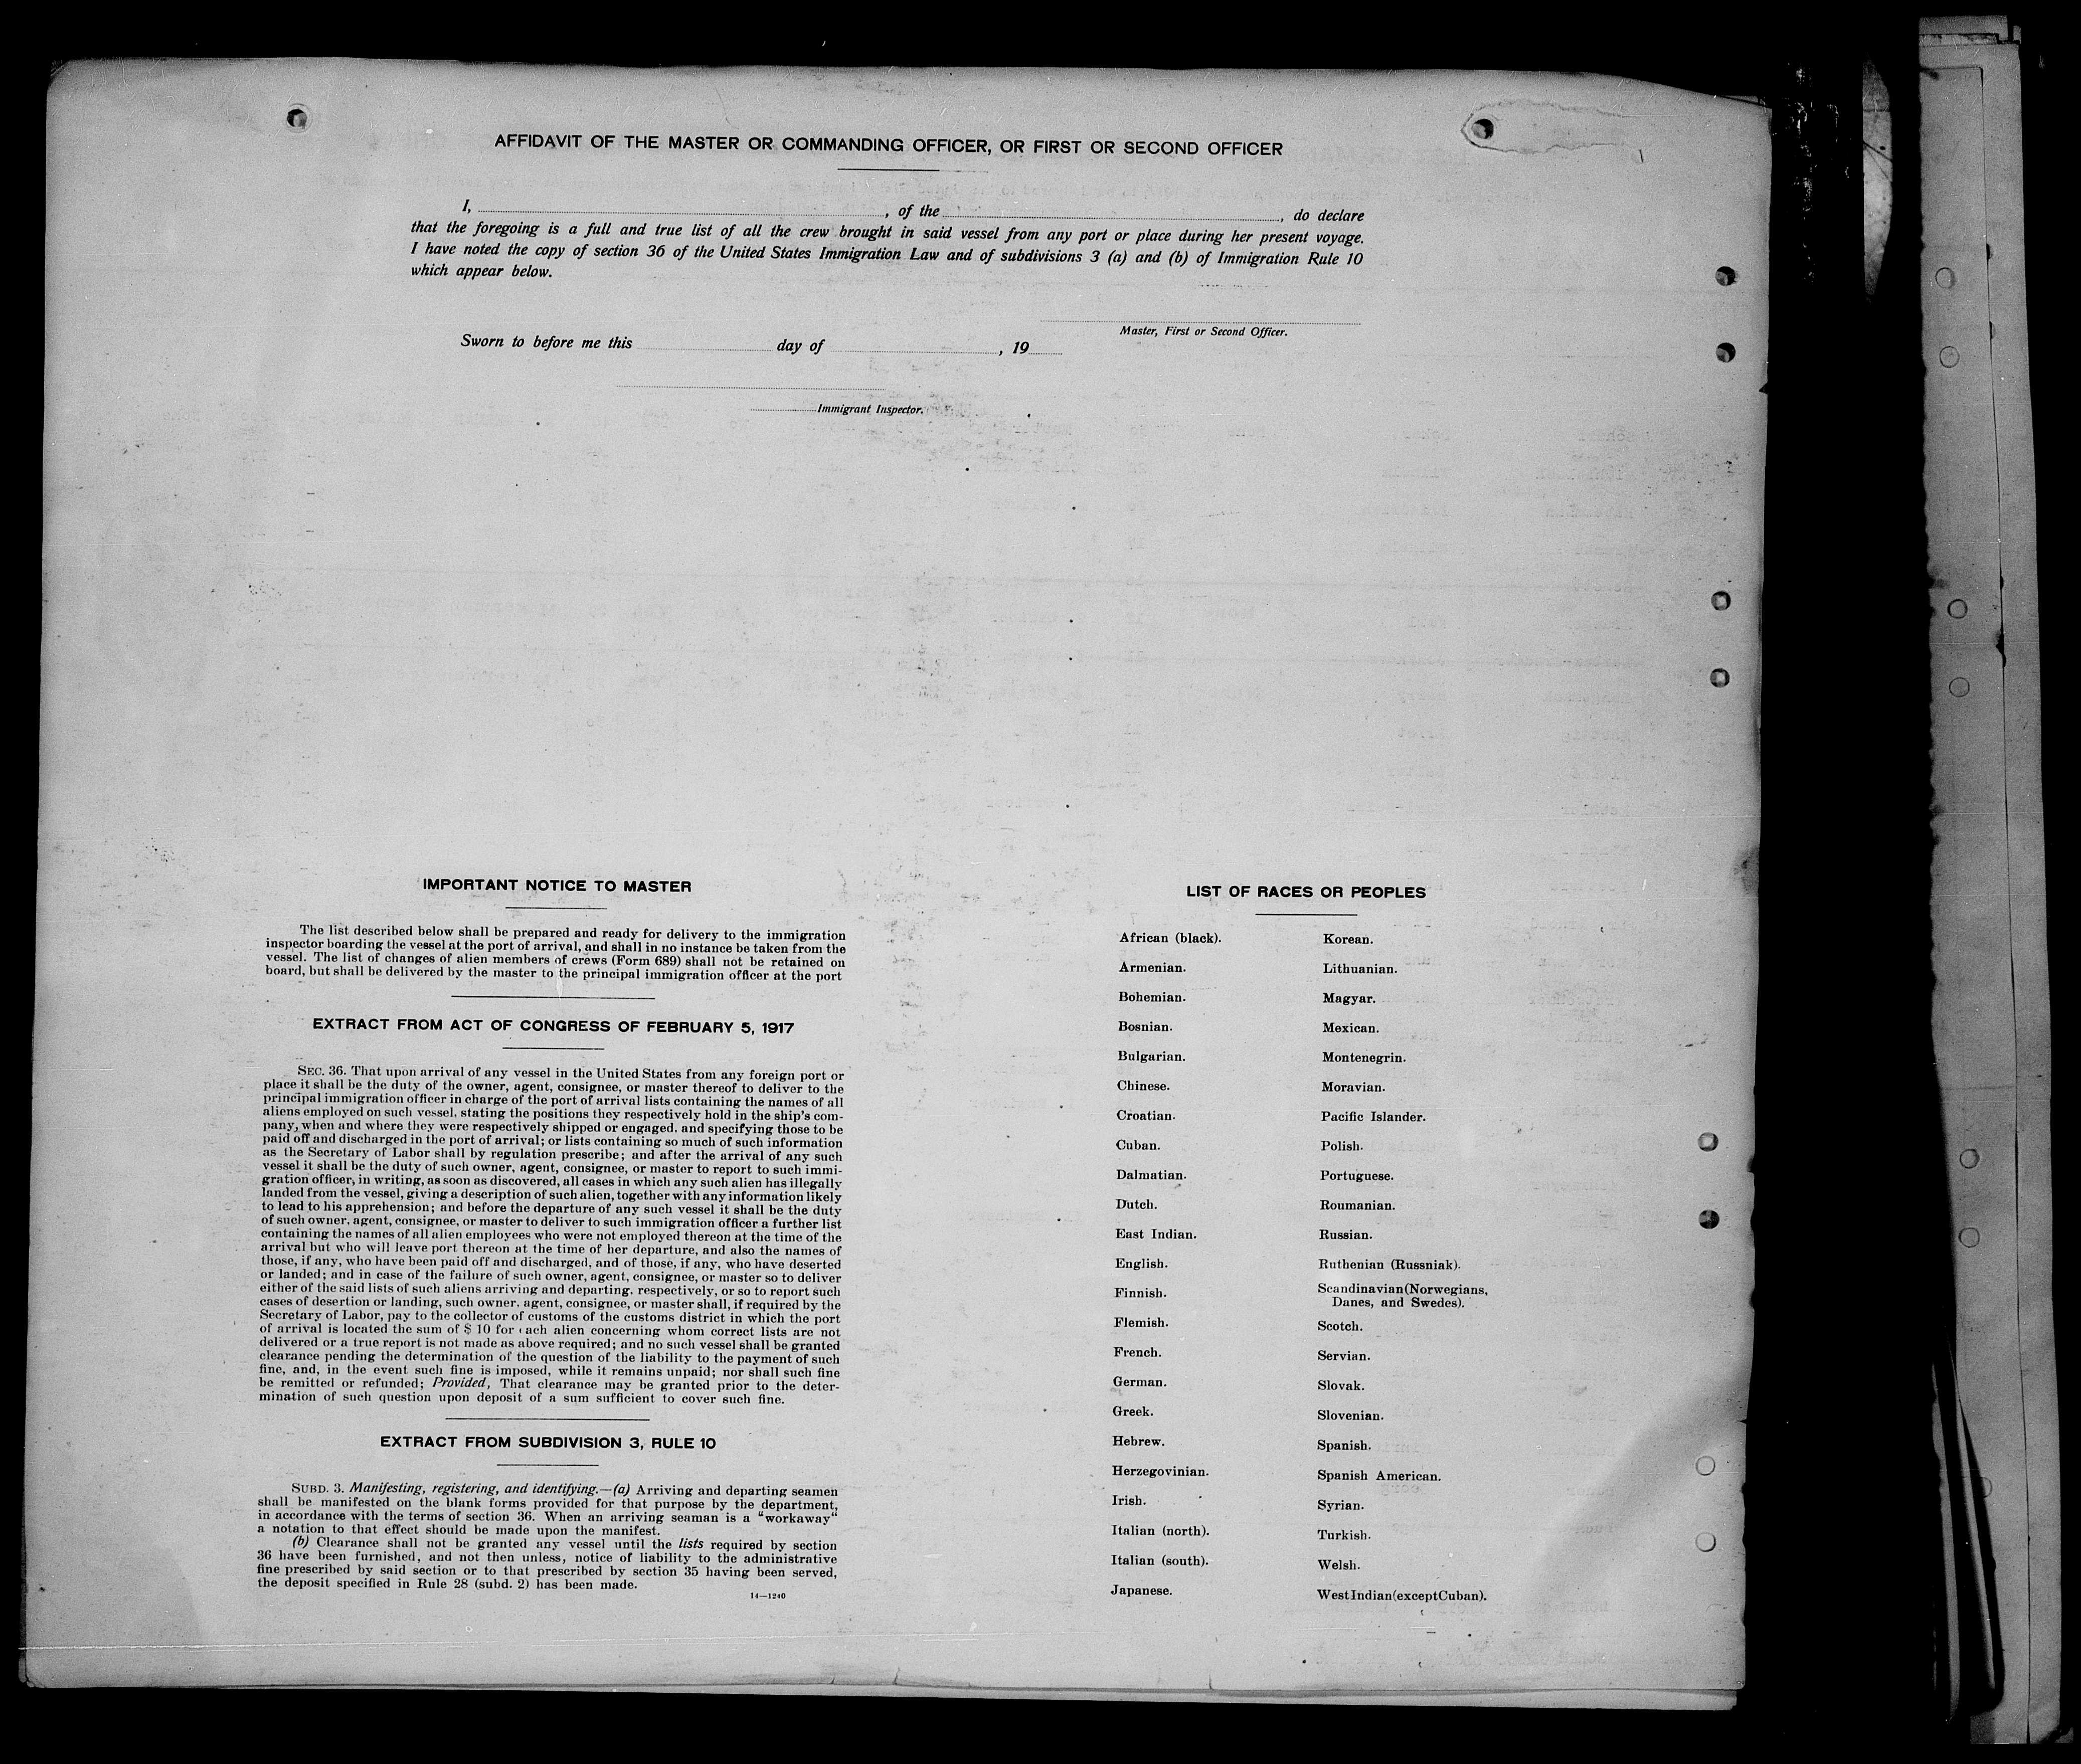 AFFIDAVIT OF THE MASTER OR COMMANDING OFFICER, OR FIRST OR SECOND OFFICER
I, , of the , do declare
that the foregoing is a full and true list of all the crew brought in said vessel from any port or place during her present voyage.
I have noted the copy of section 36 of the United States Immigration Law and of subdivisions 3 (a) and (b) of Immigration Rule 10
which appear below.
Master, First or Second Officer.
Sworn to before me this day of , 19
Immigrant Inspector.
IMPORTANT NOTICE TO MASTER
The list described below shall be prepared and ready for delivery to the immigration
inspector boarding the vessel at the port of arrival, and shall in no instance be taken from the
vessel. The list of changes of alien members of crews (Form 689) shall not be retained on
board, but shall be delivered by the master to the principal immigration officer at the port
EXTRACT FROM ACT OF CONGRESS OF FEBRUARY 5, 1917
SEC. 36. That upon arrival of any vessel in the United States from any foreign port or
place it shall be the duty of the owner, agent, consignee, or master thereof to deliver to the
principal immigration officer in charge of the port of arrival lists containing the names of all
aliens employed on such vessel, stating the positions they respectively hold in the ship's com-
pany, when and where they were respectively shipped or engaged, and specifying those to be
paid off and discharged in the port of arrival; or lists containing so much of such information
as the Secretary of Labor shall by regulation prescribe; and after the arrival of any such
vessel it shall be the duty of such owner, agent, consignee, or master to report to such immi-
gration officer, in writing, as soon as discovered, all cases in which any such alien has illegally
landed from the vessel, giving a description of such alien, together with any information likely
to lead to his apprehension; and before the departure of any such vessel it shall be the duty
of such owner, agent, consignee, or master to deliver to such immigration officer a further list
containing the names of all alien employees who were not employed thereon at the time of the
arrival but who will leave port thereon at the time of her departure, and also the names of
those, if any, who have been paid off and discharged, and of those, if any, who have deserted
or landed; and in case of the failure of such owner, agent, consignee, or master so to deliver
either of the said lists of such aliens arriving and departing, respectively, or so to report such
cases of desertion or landing, such owner, agent, consignee, or master shall, if required by the
Secretary of Labor, pay to the collector of customs of the customs district in which the port
of arrival is located the sum of $ 10 for each alien concerning whom correct lists are not
delivered or a true report is not made as above required; and no such vessel shall be granted
clearance pending the determination of the question of the liability to the payment of such
fine, and, in the event such fine is imposed, while it remains unpaid; nor shall such fine
be remitted or refunded; Provided, That clearance may be granted prior to the deter-
mination of such question upon deposit of a sum sufficient to cover such fine.
EXTRACT FROM SUBDIVISION 3, RULE 10
SUBD. 3. Manifesting, registering, and identifying.—(a) Arriving and departing seamen
shall be manifested on the blank forms provided for that purpose by the department,
in accordance with the terms of section 36. When an arriving seaman is a “workaway“
a notation to that effect should be made upon the manifest.
(b) Clearance shall not be granted any vessel until the lists required by section
36 have been furnished, and not then unless, notice of liability to the administrative
fine prescribed by said section or to that prescribed by section 35 having been served,
the deposit specified in Rule 28 (subd. 2) has been made.
14—1240
LIST OF RACES OR PEOPLES
African (black).
Armenian.
Bohemian.
Bosnian.
Bulgarian.
Chinese.
Croatian.
Cuban.
Dalmatian.
Dutch.
East Indian.
English.
Finnish.
Flemish.
French.
German.
Greek.
Hebrew.
Herzegovinian.
Irish.
Italian (north).
Italian (south).
Japanese.
Korean.
Lithuanian.
Magyar.
Mexican.
Montenegrin.
Moravian.
Pacific Islander.
Polish.
Portuguese.
Roumanian.
Russian.
Ruthenian (Russniak).
Scandinavian (Norwegians,
Danes, and Swedes).
Scotch.
Servian.
Slovak.
Slovenian.
Spanish.
Spanish American.
Syrian.
Turkish.
Welsh.
West Indian (except Cuban).